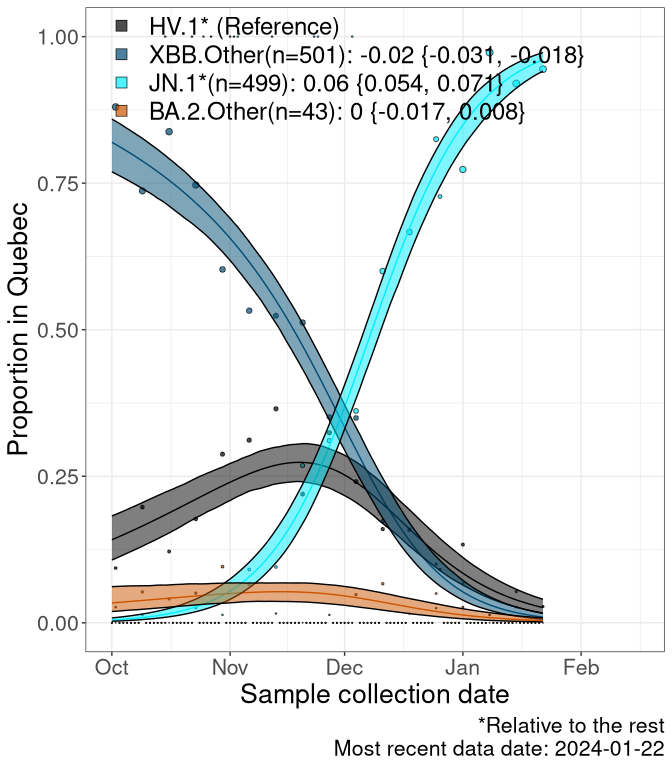 HV.1* (Reference)
XBB.Other(n=501): -0.02 {-0.031, -0.018}
JN.1*(n=499): 0.06 {0.054, 0.071}
BA.2.Other(n=43): 0 {-0.017, 0.008}
1.00
0.75
0.50
0.25
0.00
Proportion in Quebec
Oct Nov Dec Jan Feb
Sample collection date
*Relative to the rest
Most recent data date: 2024-01-22